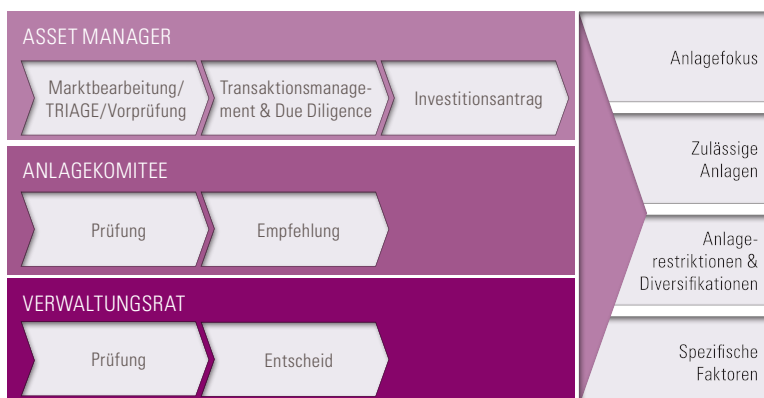 ASSET MANAGER
Marktbearbeitung/
TRIAGE/Vorprüfung
Transaktionsmanage-
ment & Due Diligence
Investitionsantrag
ANLAGEKOMITEE
Prüfung
Empfehlung
VERWALTUNGSRAT
Prüfung
Entscheid
Anlagefokus
Zulässige
Anlagen
Anlage-
restriktionen &
Diversifikationen
Spezifische
Faktoren